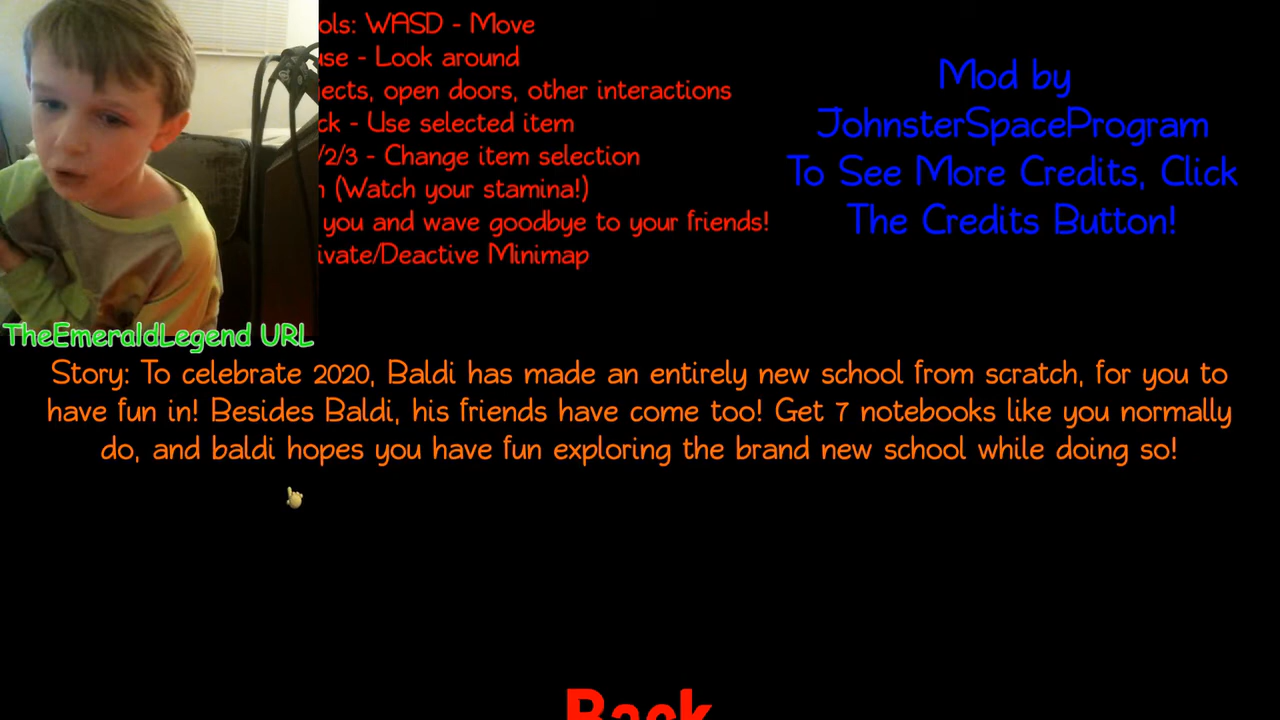 ols: WASD - Move
use - Look around
jects, open doors, other interactions
ck - Use selected item
/2/3 - Change item selection
n (Watch your stamina!)
you and wave goodbye to your friends!
ivate/Deactive Minimap
Mod by
JohnsterSpaceProgram
To See More Credits, Click
The Credits Button!
TheEmeraldLegend URL
Story: To celebrate 2020, Baldi has made an entirely new school from scratch, for you to
have fun in! Besides Baldi, his friends have come too! Get 7 notebooks like you normally
do, and baldi hopes you have fun exploring the brand new school while doing so!
Back